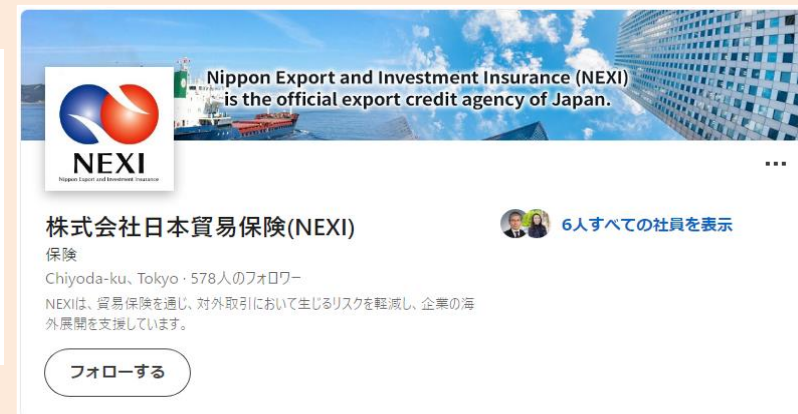 Nippon Export and Investment Insurance (NEXI)
is the official export credit agency of Japan.
NEXI
Nippon Export and Investment Insurance
株式会社日本貿易保険(NEXI)
6人すべての社員を表示
保険
Chiyoda-ku、Tokyo · 578人のフォロワー
NEXIは、貿易保険を通じ、対外取引において生じるリスクを軽減し、企業の海
外展開を支援しています。
フォローする